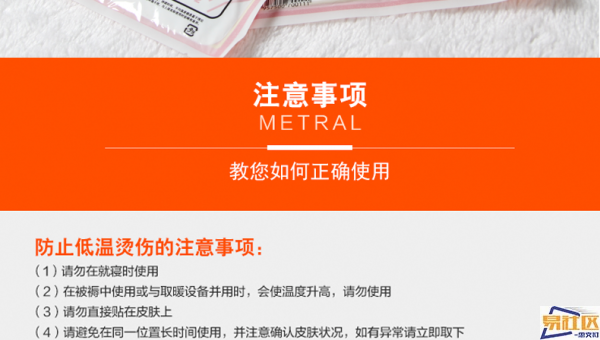 注意事项
METRAL
教您如何正确使用
防止低温烫伤的注意事项：
（1）请勿在就寝时使用
（2）在被褥中使用或与取暖设备并用时，会使温度升高，请勿使用
（3）请勿直接贴在皮肤上
（4）请避免在同一位置长时间使用，并注意确认皮肤状况，如有异常请立即取下
易社区